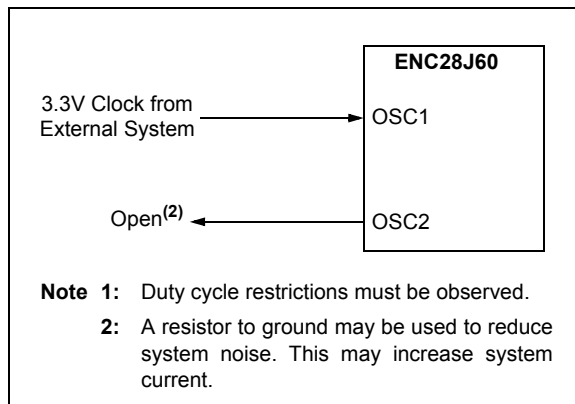 ENC28J60
3.3V Clock from
External System
OSC1
Open(2)
OSC2
Note 1: Duty cycle restrictions must be observed.
2: A resistor to ground may be used to reduce
system noise. This may increase system
current.